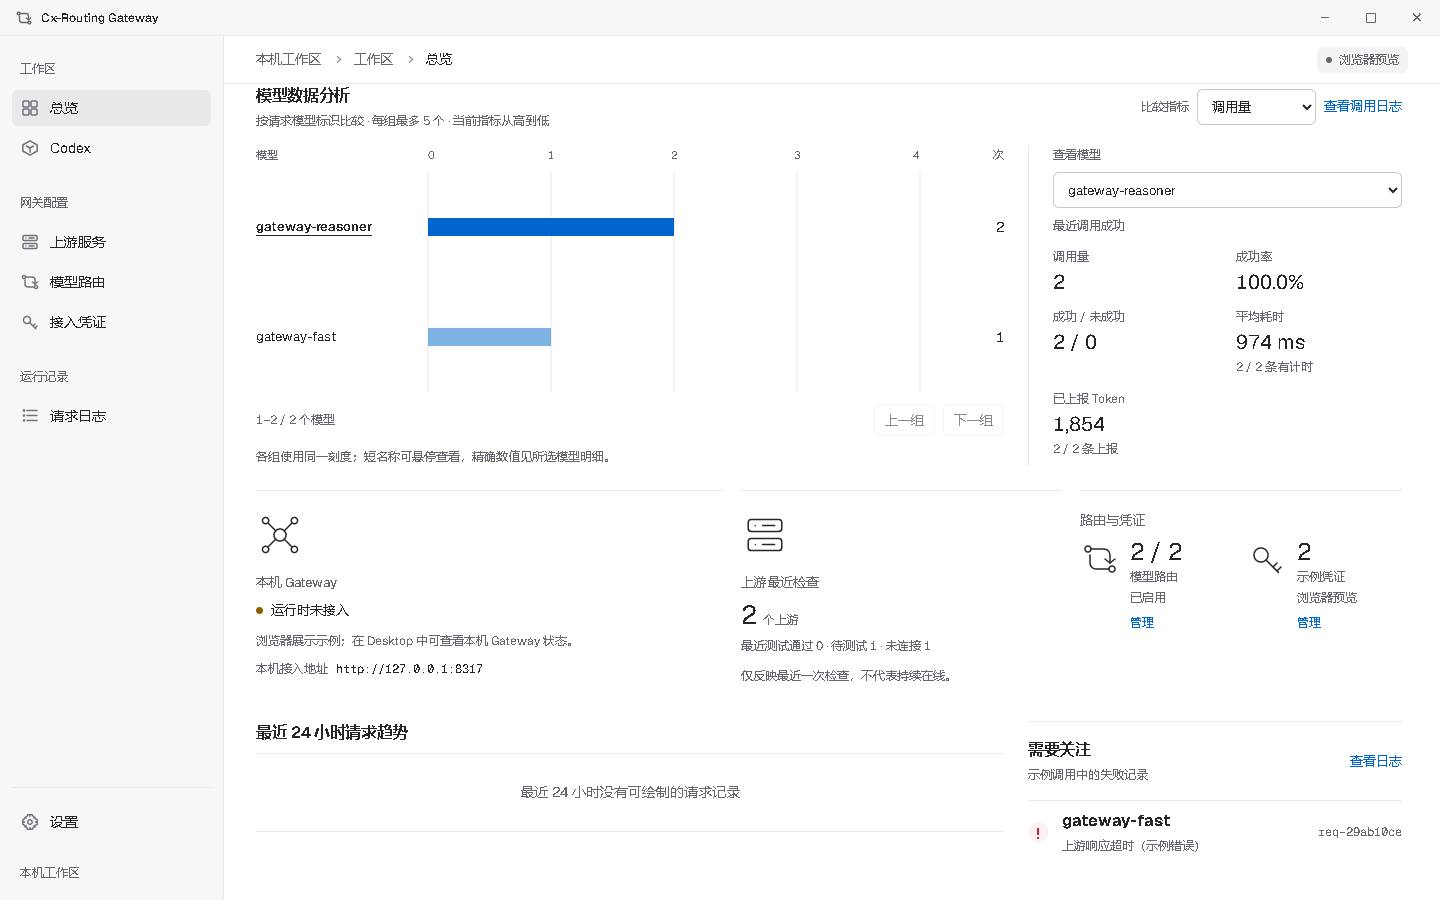 Cx-Routing Gateway
工作区
总览
Codex
网关配置
上游服务
模型路由
接入凭证
运行记录
请求日志
设置
本机工作区
本机工作区 > 工作区 > 总览
浏览器预览
模型数据分析
按请求模型标识比较 · 每组最多 5 个 · 当前指标从高到低
比较指标 调用量 查看调用日志
模型 0 1 2 3 4 次
gateway-reasoner 2
gateway-fast 1
1–2 / 2 个模型
上一组 下一组
各组使用同一刻度；短名称可悬停查看，精确数值见所选模型明细。
查看模型
gateway-reasoner
最近调用成功
调用量 成功率
2 100.0%
成功 / 未成功 平均耗时
2 / 0 974 ms
2 / 2 条有计时
已上报 Token
1,854
2 / 2 条上报
本机 Gateway
运行时未接入
浏览器展示示例；在 Desktop 中可查看本机 Gateway 状态。
本机接入地址 http://127.0.0.1:8317
上游最近检查
2 个上游
最近测试通过 0 · 待测试 1 · 未连接 1
仅反映最近一次检查，不代表持续在线。
路由与凭证
2 / 2
模型路由
已启用
管理
2
示例凭证
浏览器预览
管理
最近 24 小时请求趋势
最近 24 小时没有可绘制的请求记录
需要关注
示例调用中的失败记录
查看日志
gateway-fast
上游响应超时（示例错误）
req-29ab10ce